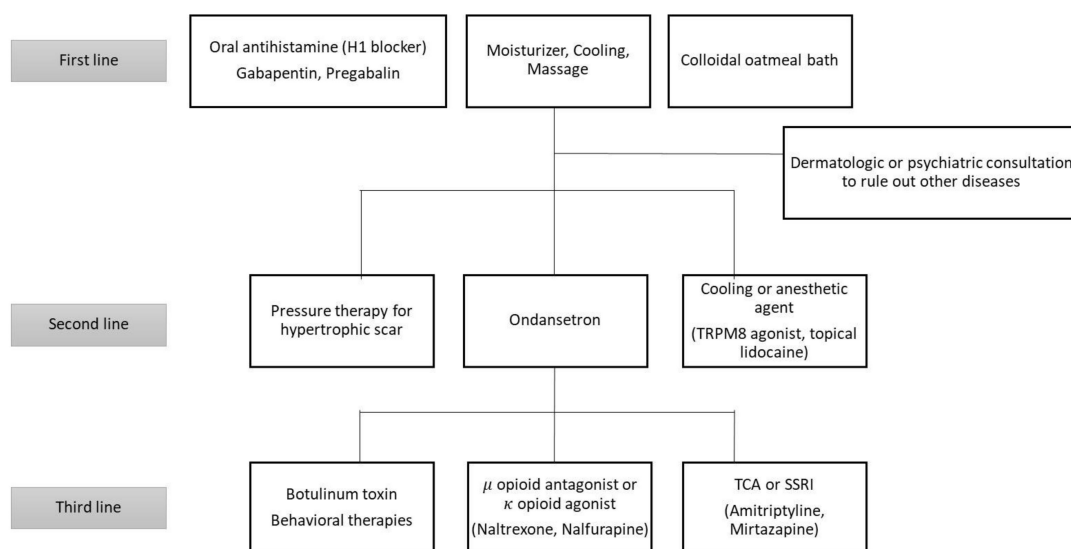 First line
Oral antihistamine (H1 blocker)
Gabapentin, Pregabalin
Moisturizer, Cooling,
Massage
Colloidal oatmeal bath
Dermatologic or psychiatric consultation
to rule out other diseases
Second line
Pressure therapy for
hypertrophic scar
Ondansetron
Cooling or anesthetic
agent
(TRPM8 agonist, topical
lidocaine)
Third line
Botulinum toxin
Behavioral therapies
μ opioid antagonist or
κ opioid agonist
(Naltrexone, Nalfurapine)
TCA or SSRI
(Amitriptyline,
Mirtazapine)